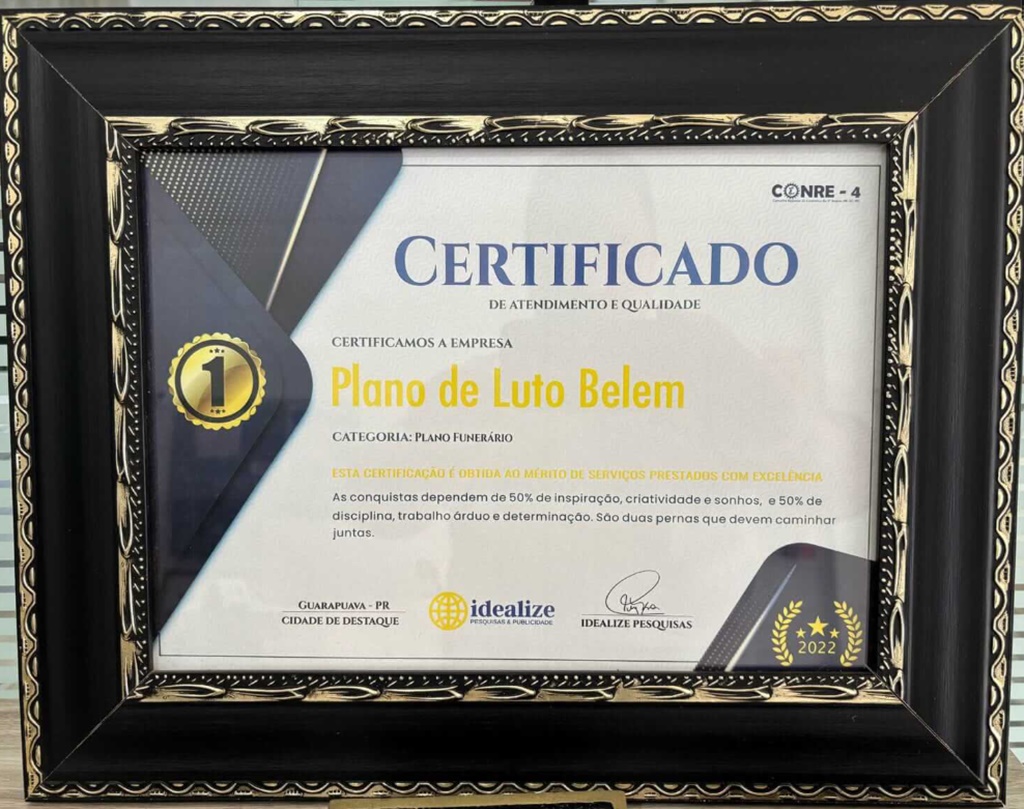 CONRE - 4
CERTIFICADO
DE ATENDIMENTO E QUALIDADE
CERTIFICAMOS A EMPRESA
Plano de Luto Belem
CATEGORIA: PLANO FUNERÁRIO
ESTA CERTIFICAÇÃO É OBTIDA AO MÉRITO DE SERVIÇOS PRESTADOS COM EXCELÊNCIA
As conquistas dependem de 50% de inspiração, criatividade e sonhos, e 50% de
disciplina, trabalho árduo e determinação. São duas pernas que devem caminhar
juntas.
1
GUARAPUAVA - PR
CIDADE DE DESTAQUE
idealize
PESQUISAS & PUBLICIDADE
IDEALIZE PESQUISAS
2022